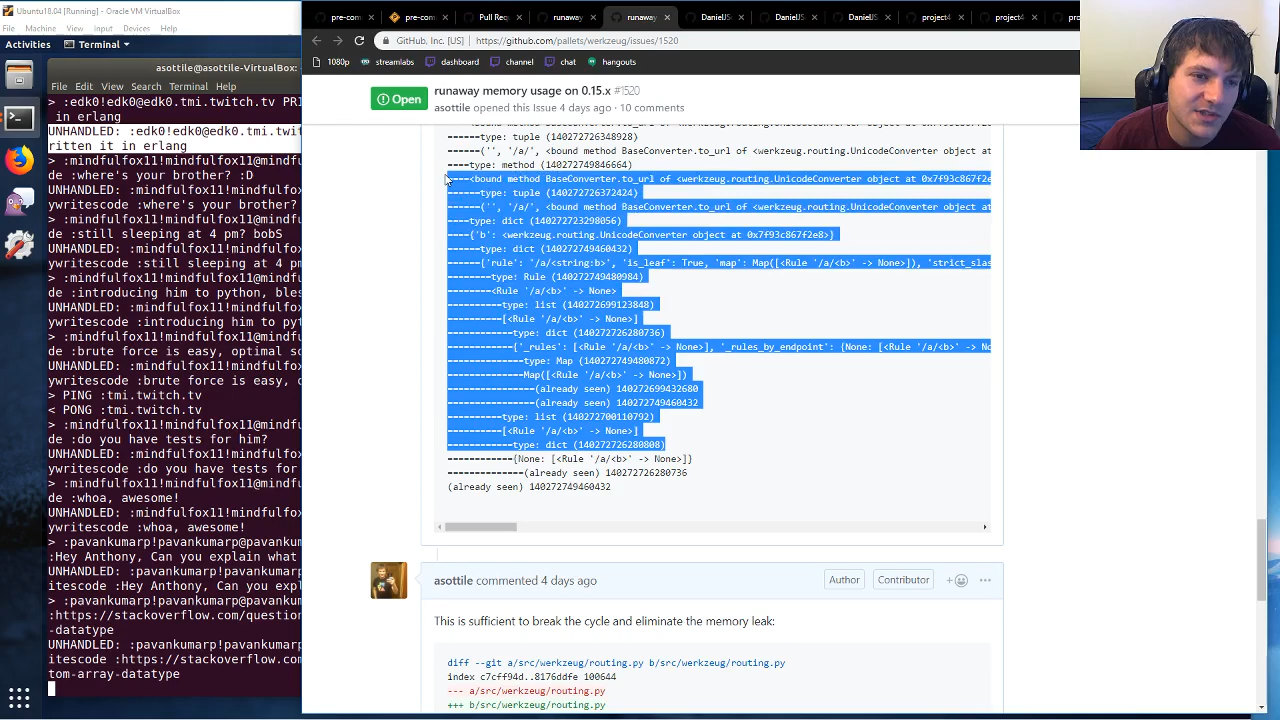 Ubuntu18.04 [Running] - Oracle VM VirtualBox
File Machine View Input Devices Help
Activities Terminal
asottile@asottile-VirtualBox:
File Edit View Search Terminal Help
> :edk0!edk0@edk0.tmi.twitch.tv PRI
in erlang
UNHANDLED: :edk0!edk0@edk0.tmi.twit
ritten it in erlang
> :mindfulfox11!mindfulfox11@mindfu
de :where's your brother? :D
UNHANDLED: :mindfulfox11!mindfulfox
ywritescode :where's your brother?
> :mindfulfox11!mindfulfox11@mindfu
de :still sleeping at 4 pm? bobS
UNHANDLED: :mindfulfox11!mindfulfox
ywritescode :still sleeping at 4 pm
> :mindfulfox11!mindfulfox11@mindfu
de :introducing him to python, bles
UNHANDLED: :mindfulfox11!mindfulfox
ywritescode :introducing him to pyt
> :mindfulfox11!mindfulfox11@mindfu
de :brute force is easy, optimal sc
UNHANDLED: :mindfulfox11!mindfulfox
ywritescode :brute force is easy, o
> PING :tmi.twitch.tv
< PONG :tmi.twitch.tv
> :mindfulfox11!mindfulfox11@mindfu
de :do you have tests for him?
UNHANDLED: :mindfulfox11!mindfulfox
ywritescode :do you have tests for
> :mindfulfox11!mindfulfox11@mindfu
de :whoa, awesome!
UNHANDLED: :mindfulfox11!mindfulfox
ywritescode :whoa, awesome!
> :pavankumarp!pavankumarp@pavanku
:Hey Anthony, Can you explain what
UNHANDLED: :pavankumarp!pavankumarp
itescode :Hey Anthony, Can you expl
> :pavankumarp!pavankumarp@pavanku
:https://stackoverflow.com/question
-datatype
UNHANDLED: :pavankumarp!pavankumarp
itescode :https://stackoverflow.com
tom-array-datatype
pre-com pre-com Pull Req runaway runaway DanielJS DanielJS DanielJS project4 project4 pro
GitHub, Inc. [US] https://github.com/pallets/werkzeug/issues/1520
1080p streamlabs dashboard channel chat hangouts
Open
runaway memory usage on 0.15.x #1520
asottile opened this Issue 4 days ago · 10 comments
------type: tuple (140272726348928)
------('', '/a/', <bound method BaseConverter.to_url of <werkzeug.routing.UnicodeConverter object at
----type: method (140272749846664)
----<bound method BaseConverter.to_url of <werkzeug.routing.UnicodeConverter object at 0x7f93c867f2e
------type: tuple (140272726372424)
------('', '/a/', <bound method BaseConverter.to_url of <werkzeug.routing.UnicodeConverter object at
----type: dict (140272723298056)
----{'b': <werkzeug.routing.UnicodeConverter object at 0x7f93c867f2e8>}
------type: dict (140272749460432)
------{'rule': '/a/<string:b>', 'is_leaf': True, 'map': Map([<Rule '/a/<b>' -> None>]), 'strict_slas
--------type: Rule (140272749480984)
--------<Rule '/a/<b>' -> None>
----------type: list (140272699123848)
----------[<Rule '/a/<b>' -> None>]
------------type: dict (140272726280736)
------------{'_rules': [<Rule '/a/<b>' -> None>], '_rules_by_endpoint': {None: [<Rule '/a/<b>' -> No
--------------type: Map (140272749480872)
--------------Map([<Rule '/a/<b>' -> None>])
----------------(already seen) 140272699432680
----------------(already seen) 140272749460432
----------type: list (140272700110792)
----------[<Rule '/a/<b>' -> None>]
------------type: dict (140272726280808)
------------{None: [<Rule '/a/<b>' -> None>]}
--------------(already seen) 140272726280736
(already seen) 140272749460432
asottile commented 4 days ago
Author Contributor
This is sufficient to break the cycle and eliminate the memory leak:
diff --git a/src/werkzeug/routing.py b/src/werkzeug/routing.py
index c7cff94d..8176ddfe 100644
--- a/src/werkzeug/routing.py
+++ b/src/werkzeug/routing.py